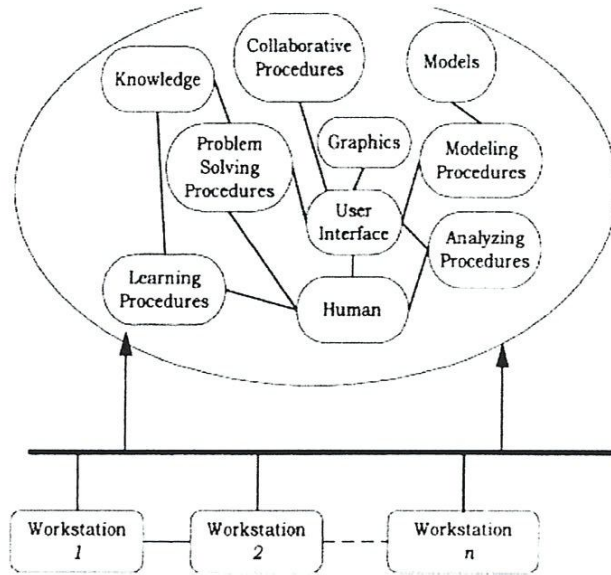 Collaborative
Procedures
Models
Knowledge
Graphics
Problem
Solving
Procedures
Modeling
Procedures
User
Interface
Analyzing
Procedures
Learning
Procedures
Human
Workstation
1
Workstation
2
Workstation
n